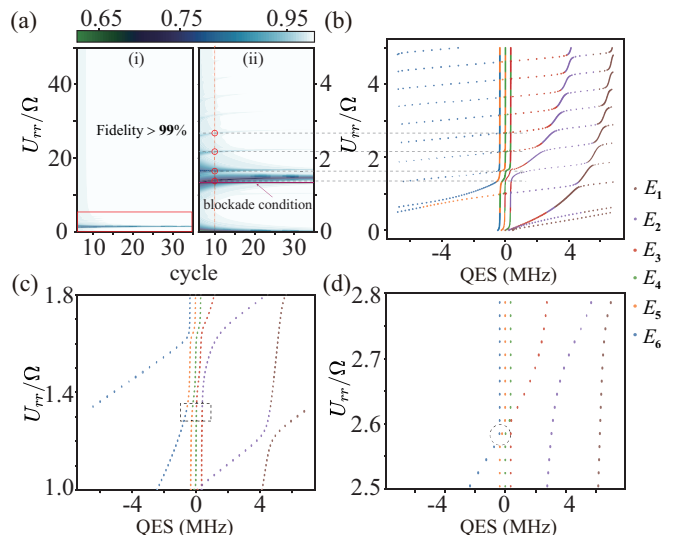 (a) 0.65 0.75 0.95 (b)
(i) (ii)
40 4 4
20 2 2
0 0 0
U_rr/Ω U_rr/Ω
Fidelity > 99%
blockade condition
10 20 30 10 20 30
cycle
-4 0 4
QES (MHz)
E_1
E_2
E_3
E_4
E_5
E_6
(c) (d)
1.8 2.8
2.7
1.4
2.6
1.0 2.5
U_rr/Ω U_rr/Ω
-4 0 4 -4 0 4
QES (MHz) QES (MHz)